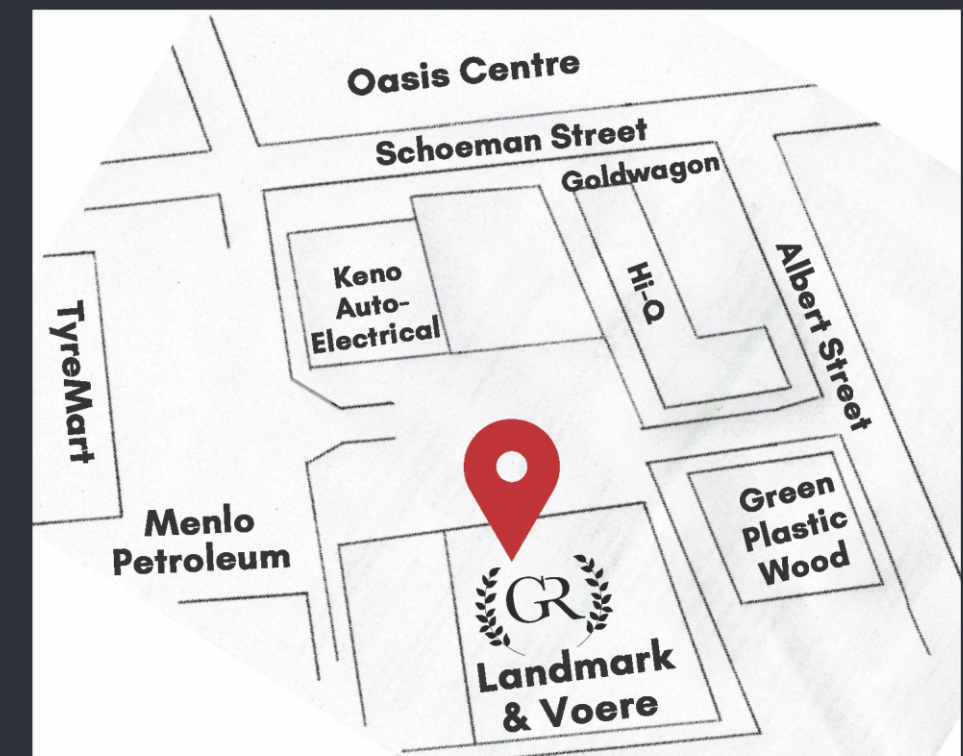 Oasis Centre
Schoeman Street
Goldwagon
Keno
Auto-
Electrical
Hi-Q
Albert Street
TyreMart
Menlo
Petroleum
Green
Plastic
Wood
GR
Landmark
& Voere